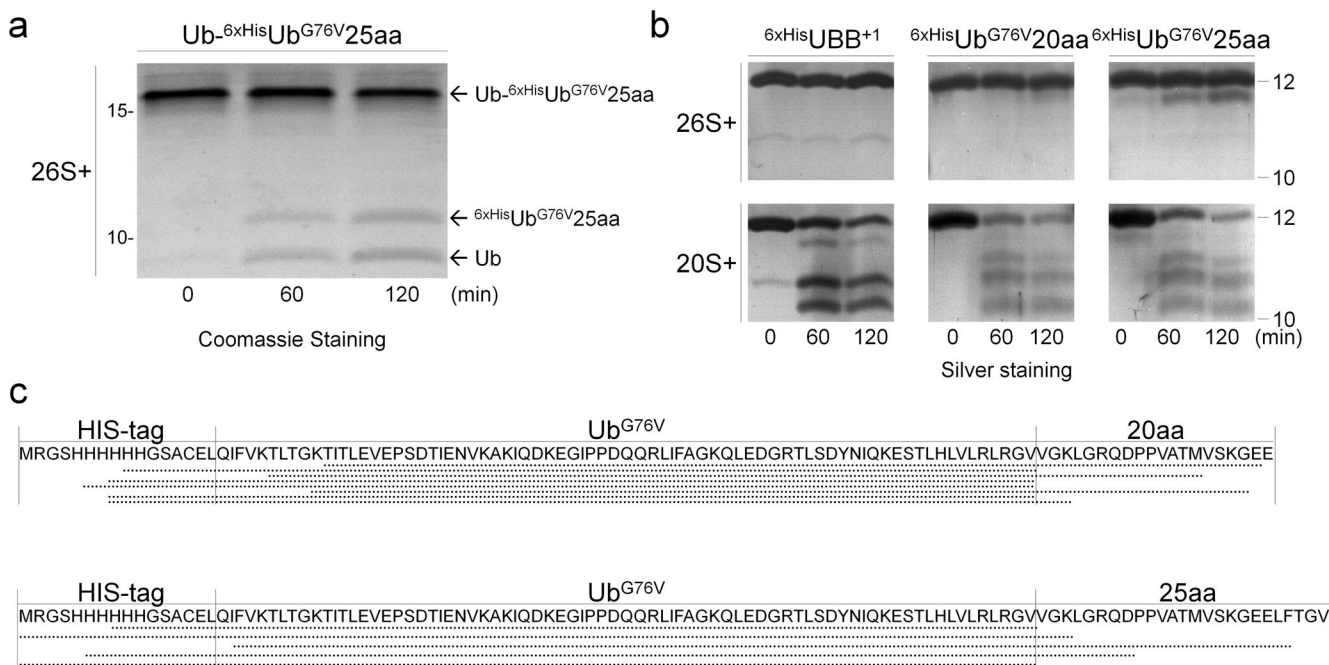 a
Ub-6xHisUbG76V25aa
15-
10-
26S+
Ub-6xHisUbG76V25aa
6xHisUbG76V25aa
Ub
0 60 120 (min)
Coomassie Staining
b
6xHisUBB+1 6xHisUbG76V20aa 6xHisUbG76V25aa
26S+
12
10
20S+
12
10
0 60 120 0 60 120 0 60 120 (min)
Silver staining
c
HIS-tag UbG76V 20aa
MRGSHHHHHHGSACELQIFVKTLTGKTITLEVEPSDTIENVKAKIQDKEGIPPDQQRLIFAGKQLEDGRTLSDYNIQKESTLHLVLRLRGVVGKLGRQDPPVATMVSKGEE
HIS-tag UbG76V 25aa
MRGSHHHHHHGSACELQIFVKTLTGKTITLEVEPSDTIENVKAKIQDKEGIPPDQQRLIFAGKQLEDGRTLSDYNIQKESTLHLVLRLRGVVGKLGRQDPPVATMVSKGEELFTGV